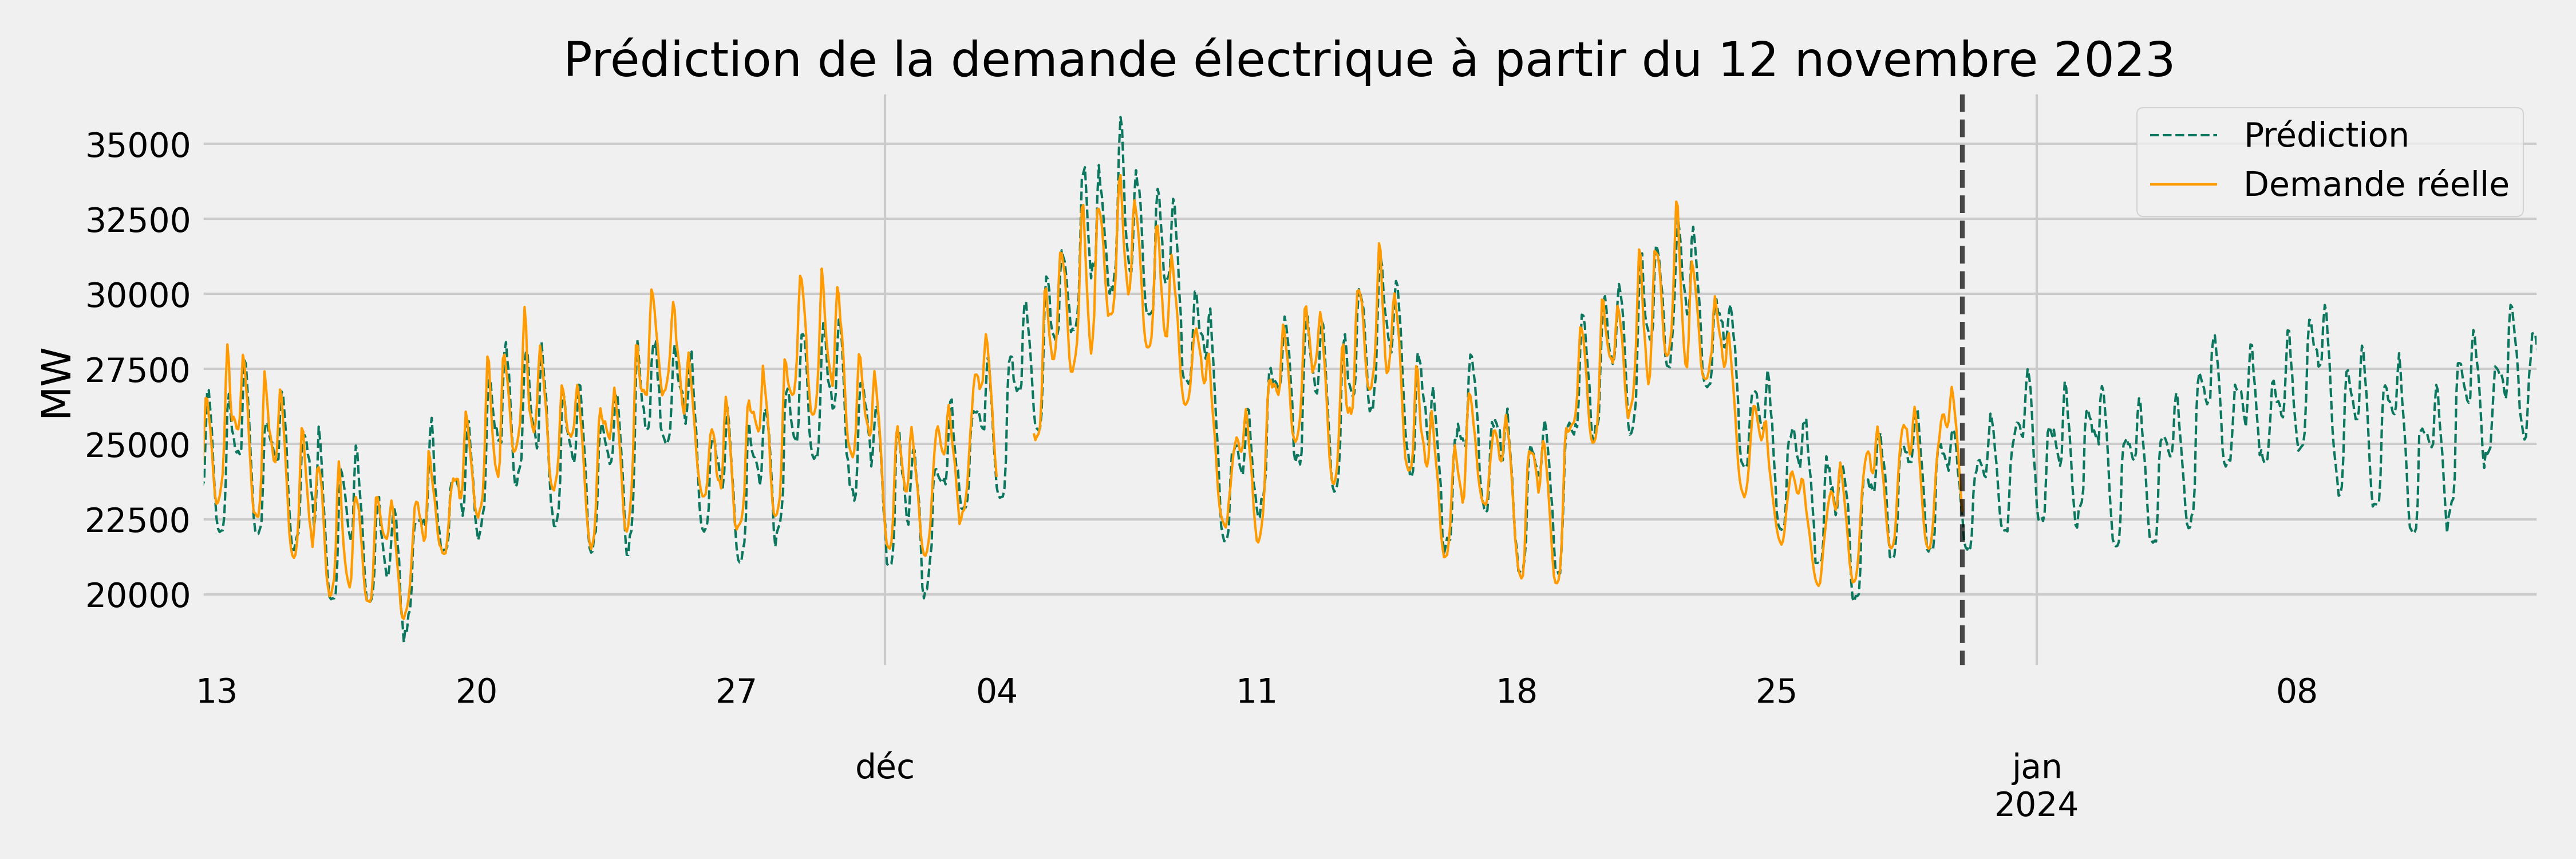 Prédiction de la demande électrique à partir du 12 novembre 2023
Prédiction
Demande réelle
35000
32500
30000
27500
25000
22500
20000
MW
13 20 27 04 11 18 25 08
déc jan
2024